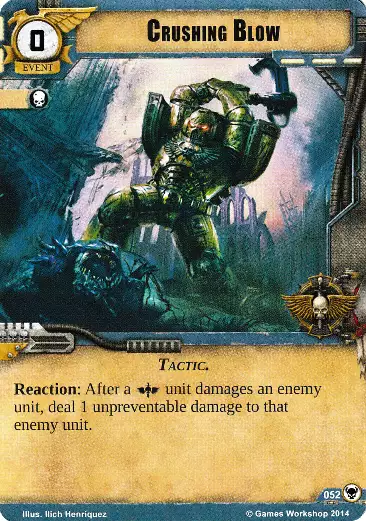 0
EVENT
CRUSHING BLOW
TACTIC.
Reaction: After a unit damages an enemy
unit, deal 1 unpreventable damage to that
enemy unit.
052
Illus. Ilich Henriquez
© Games Workshop 2014